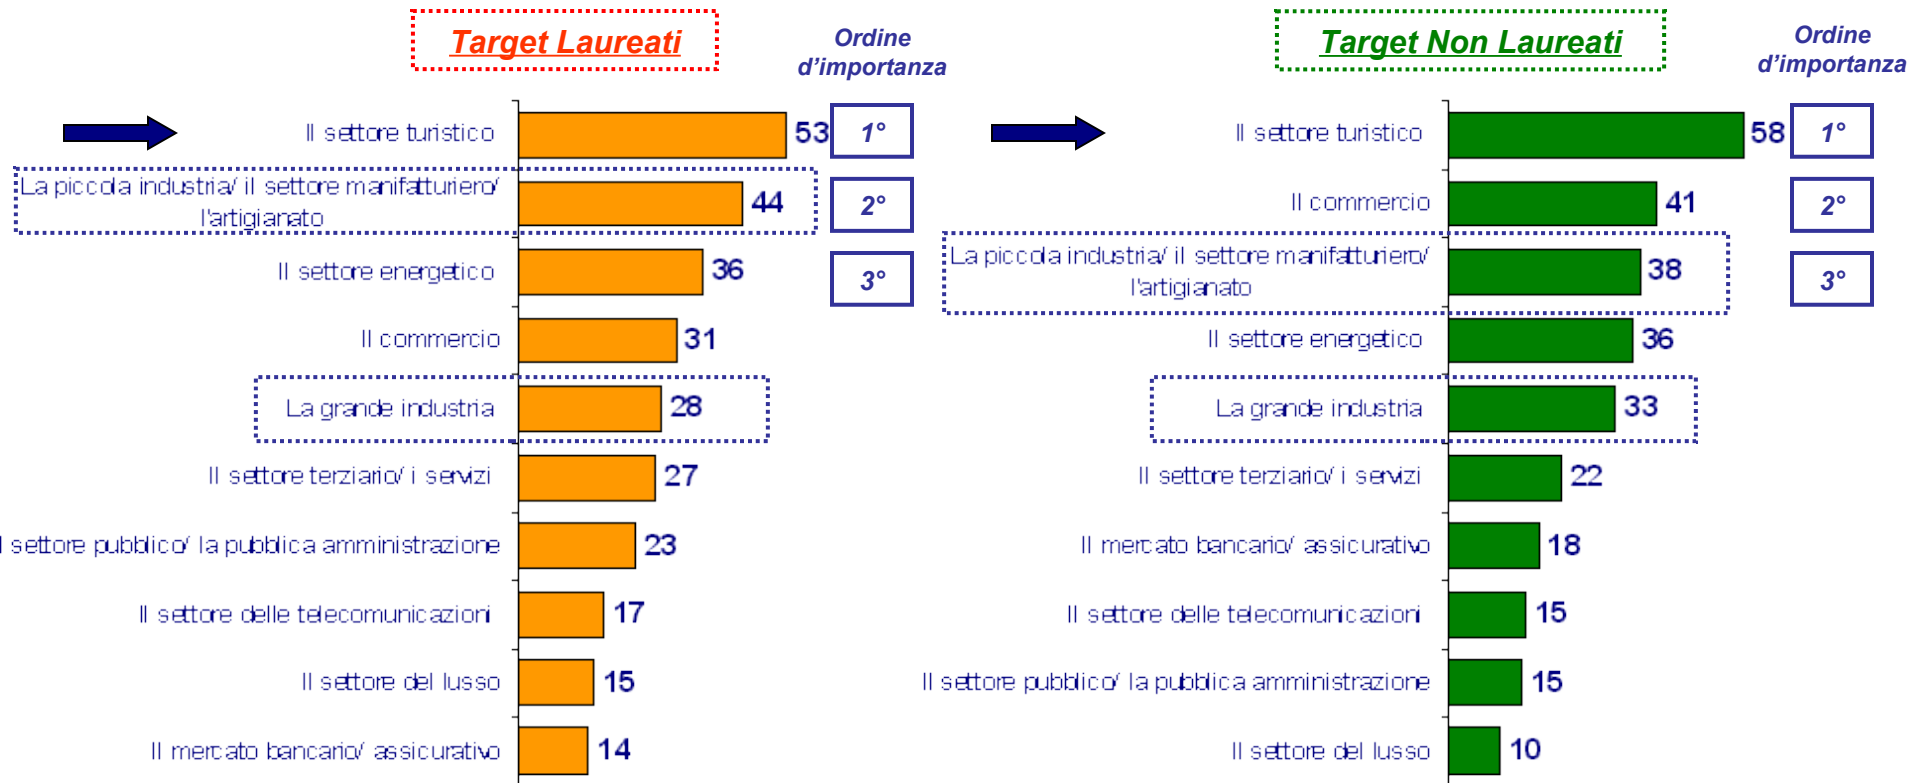 Target Laureati
Ordine
d'importanza
Il settore turistico
53
1°
La piccola industria/ il settore manifatturiero/
l'artigianato
44
2°
Il settore energetico
36
3°
Il commercio
31
La grande industria
28
Il settore terziario/ i servizi
27
l settore pubblico/ la pubblica amministrazione
23
Il settore delle telecomunicazioni
17
Il settore del lusso
15
Il mercato bancario/ assicurativo
14
Target Non Laureati
Ordine
d'importanza
Il settore turistico
58
1°
Il commercio
41
2°
La piccola industria/ il settore manifatturiero/
l'artigianato
38
3°
Il settore energetico
36
La grande industria
33
Il settore terziario/ i servizi
22
Il mercato bancario/ assicurativo
18
Il settore delle telecomunicazioni
15
Il settore pubblico/ la pubblica amministrazione
15
Il settore del lusso
10